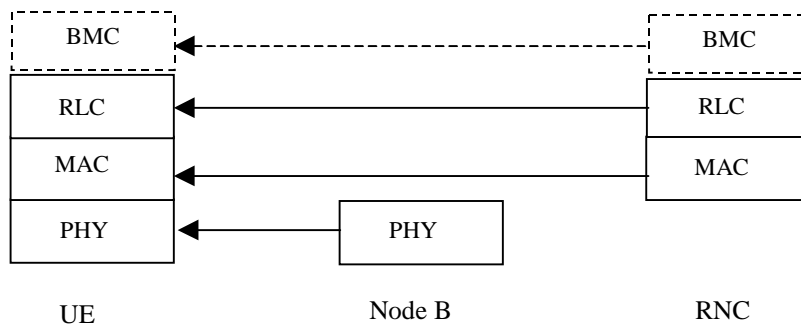 BMC BMC
RLC RLC
MAC MAC
PHY PHY
UE Node B RNC